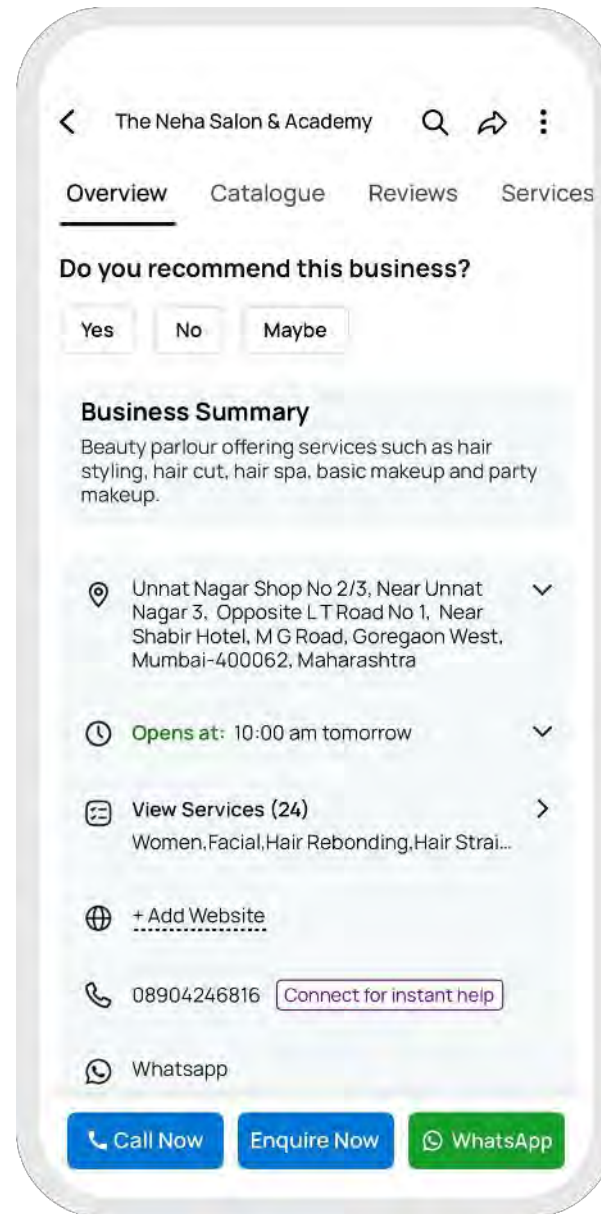 The Neha Salon & Academy
Overview Catalogue Reviews Services
Do you recommend this business?
Yes No Maybe
Business Summary
Beauty parlour offering services such as hair
styling, hair cut, hair spa, basic makeup and party
makeup.
Unnat Nagar Shop No 2/3, Near Unnat
Nagar 3, Opposite L T Road No 1, Near
Shabir Hotel, M G Road, Goregaon West,
Mumbai-400062, Maharashtra
Opens at: 10:00 am tomorrow
View Services (24)
Women,Facial,Hair Rebonding,Hair Strai...
+ Add Website
08904246816 Connect for instant help
Whatsapp
Call Now Enquire Now WhatsApp